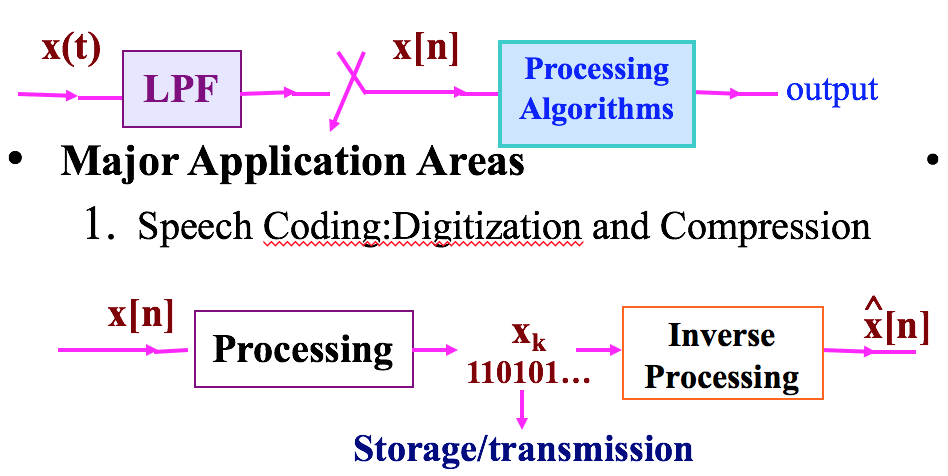 x(t)
LPF
x[n]
Processing
Algorithms
output
• Major Application Areas
•
1. Speech Coding:Digitization and Compression
x[n]
Processing
xₖ
110101...
Inverse
Processing
x̂[n]
Storage/transmission